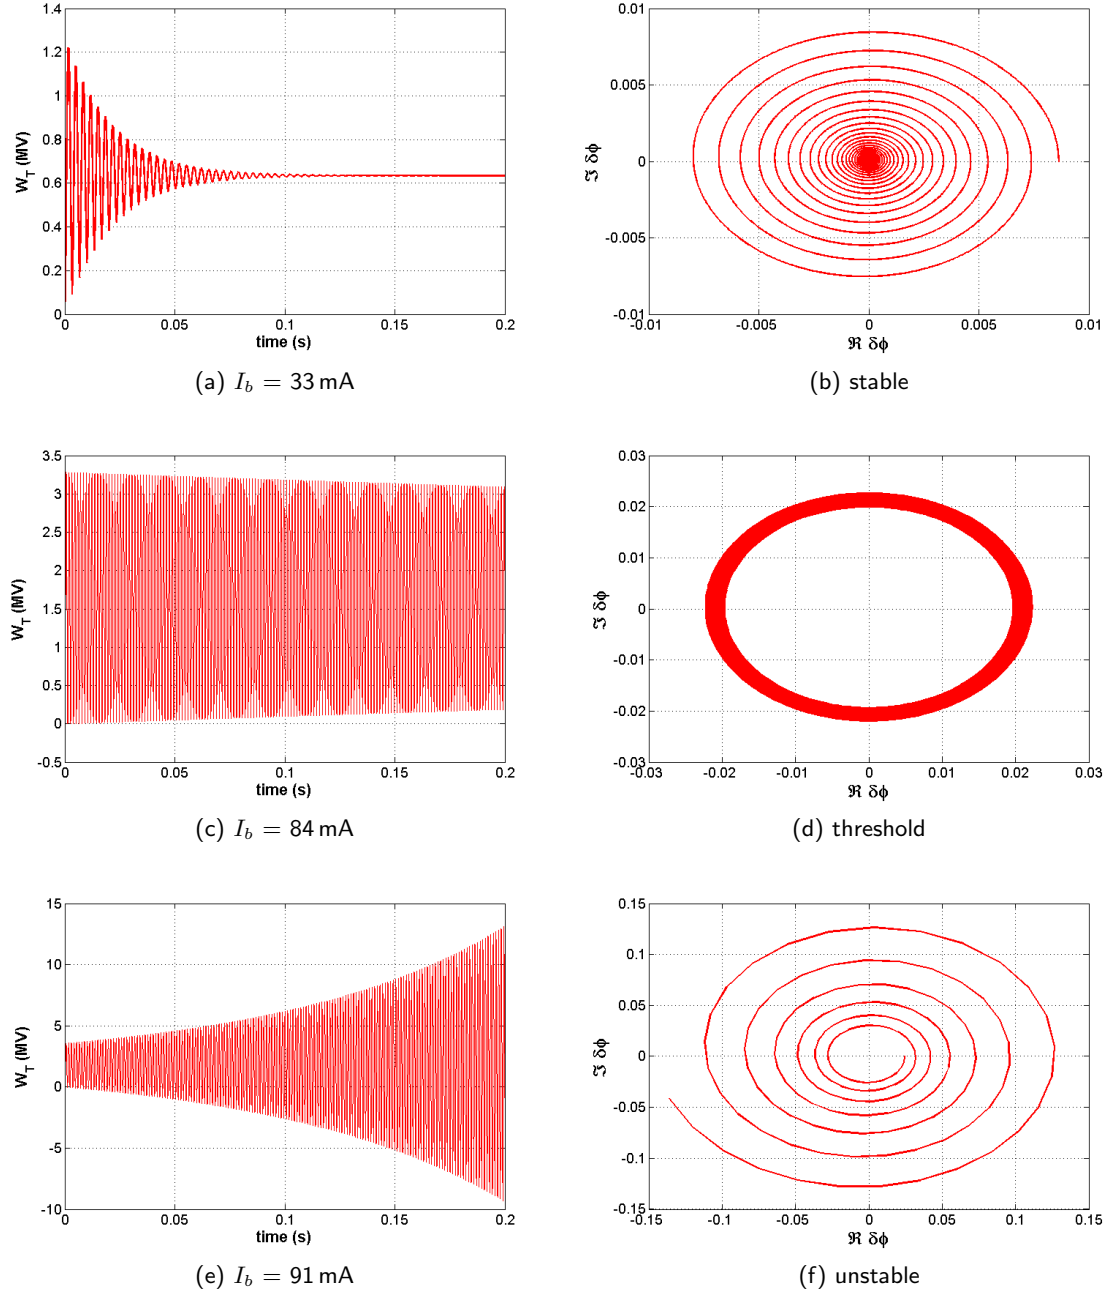 1.4
1.2
1
0.8
0.6
0.4
0.2
0
W_T (MV)
0 0.05 0.1 0.15 0.2
time (s)
(a) I_b = 33 mA
0.01
0.005
0
-0.005
-0.01
ℑ δϕ
-0.01 -0.005 0 0.005 0.01
ℜ δϕ
(b) stable
3.5
3
2.5
2
1.5
1
0.5
0
-0.5
W_T (MV)
0 0.05 0.1 0.15 0.2
time (s)
(c) I_b = 84 mA
0.03
0.02
0.01
0
-0.01
-0.02
-0.03
ℑ δϕ
-0.03 -0.02 -0.01 0 0.01 0.02 0.03
ℜ δϕ
(d) threshold
15
10
5
0
-5
-10
W_T (MV)
0 0.05 0.1 0.15 0.2
time (s)
(e) I_b = 91 mA
0.15
0.1
0.05
0
-0.05
-0.1
-0.15
ℑ δϕ
-0.15 -0.1 -0.05 0 0.05 0.1 0.15
ℜ δϕ
(f) unstable